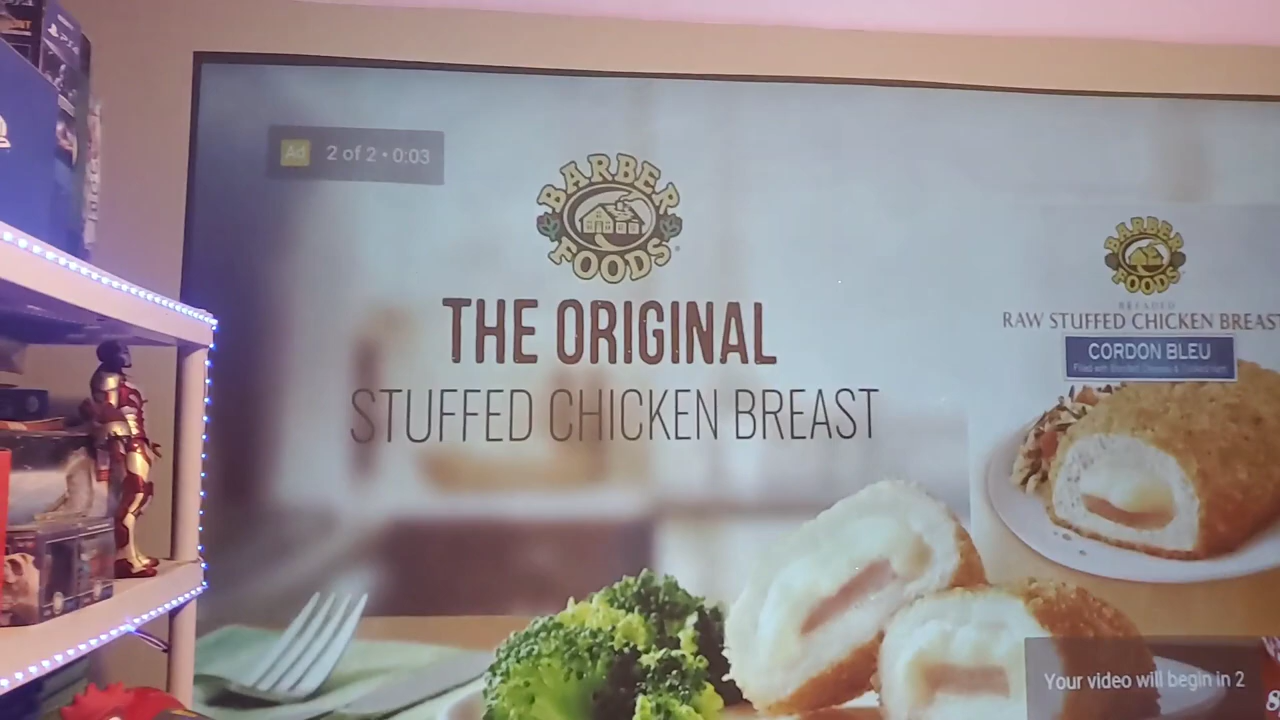 Ad 2 of 2 • 0:03
BARBER
FOODS
THE ORIGINAL
STUFFED CHICKEN BREAST
BARBER
FOODS
BREADED
RAW STUFFED CHICKEN BREAST
CORDON BLEU
Your video will begin in 2